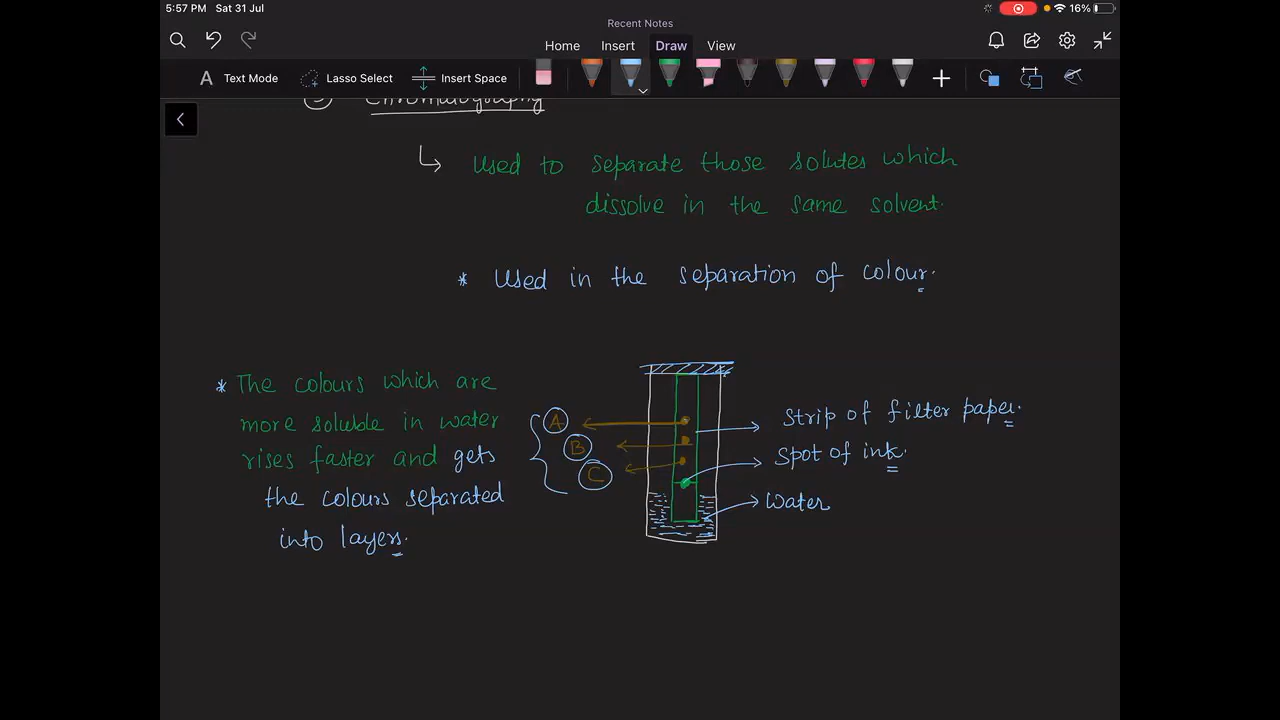 5:57 PM Sat 31 Jul
16%
Recent Notes
Home Insert Draw View
A Text Mode Lasso Select Insert Space
Chromatography
Used to separate those solutes which
dissolve in the same solvent.
* Used in the separation of colour.
* The colours which are
more soluble in water
rises faster and gets
the colours separated
into layers.
A
B
C
Strip of filter paper.
Spot of ink.
Water